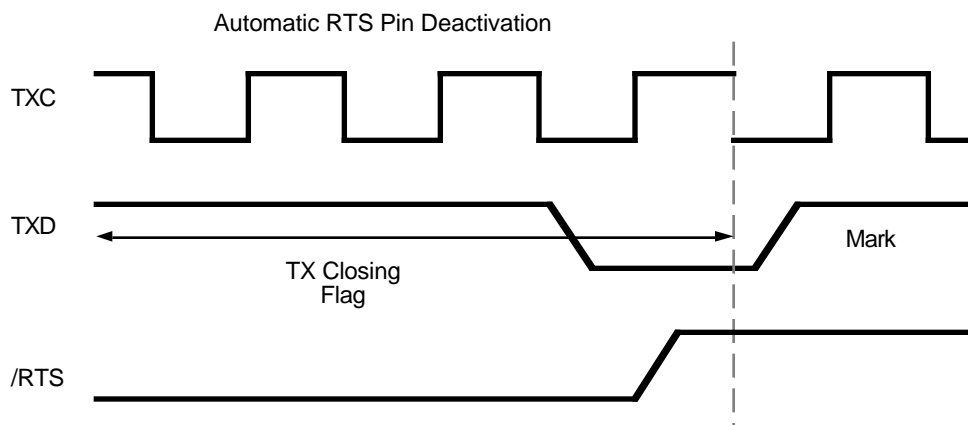 Automatic RTS Pin Deactivation
TXC
TXD
Mark
TX Closing
Flag
/RTS